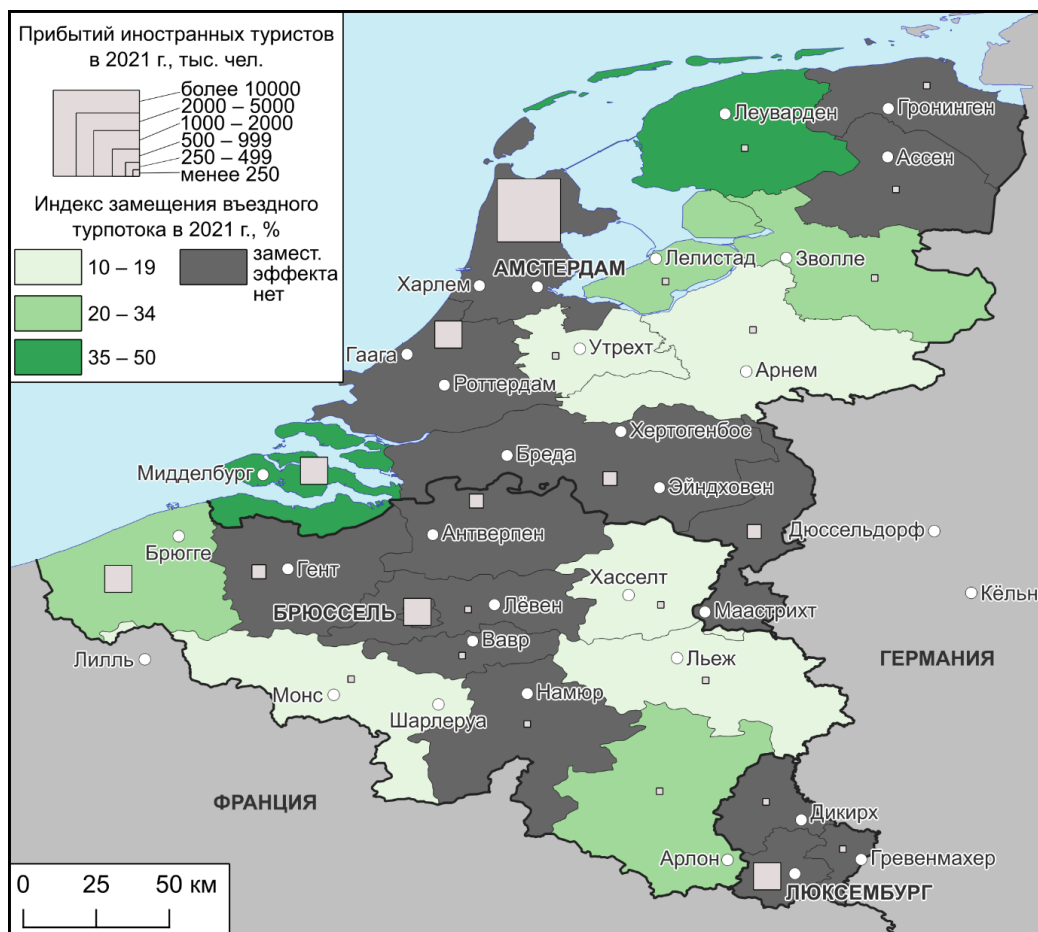 Прибытий иностранных туристов
в 2021 г., тыс. чел.
более 10000
2000 – 5000
1000 – 2000
500 – 999
250 – 499
менее 250
Индекс замещения въездного
турпотока в 2021 г., %
10 – 19
замест.
эффекта
нет
20 – 34
35 – 50
Леуварден
Гронинген
Ассен
АМСТЕРДАМ
Лелистад
Зволле
Харлем
Гаага
Утрехт
Арнем
Роттердам
Хертогенбос
Бреда
Мидделбург
Эйндховен
Антверпен
Дюссельдорф
Брюгге
Гент
Хасселт
Кёльн
БРЮССЕЛЬ
Лёвен
Маастрихт
Вавр
Лилль
Льеж
ГЕРМАНИЯ
Монс
Намюр
Шарлеруа
ФРАНЦИЯ
Дикирх
Арлон
Гревенмахер
ЛЮКСЕМБУРГ
0 25 50 км